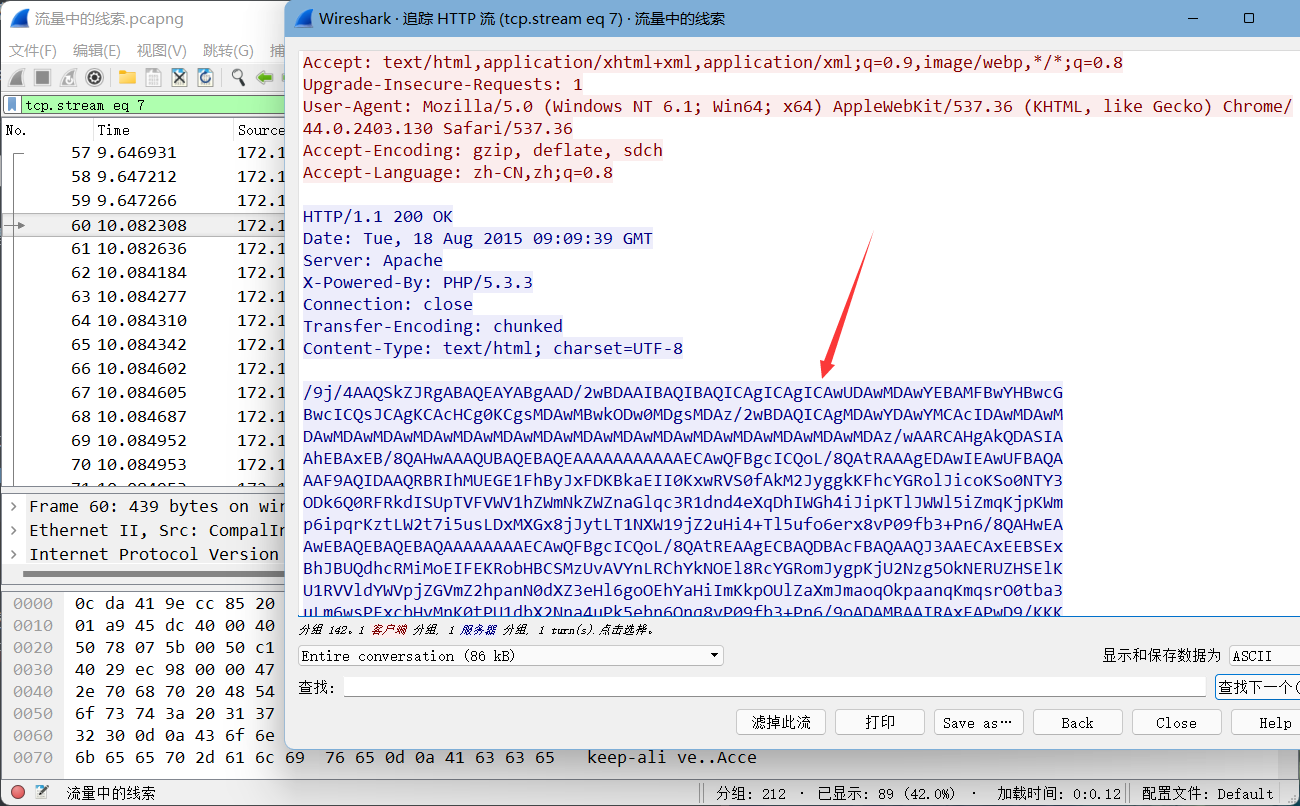 流量中的线索.pcapng
文件(F) 编辑(E) 视图(V) 跳转(G) 捕
tcp.stream eq 7
No. Time Source
57 9.646931 172.1
58 9.647212 172.1
59 9.647266 172.1
60 10.082308 172.1
61 10.082636 172.1
62 10.084184 172.1
63 10.084277 172.1
64 10.084310 172.1
65 10.084342 172.1
66 10.084602 172.1
67 10.084605 172.1
68 10.084687 172.1
69 10.084952 172.1
70 10.084953 172.1
Frame 60: 439 bytes on wir
Ethernet II, Src: CompalIn
Internet Protocol Version
0000 0c da 41 9e cc 85 20
0010 01 a9 45 dc 40 00 40
0020 50 78 07 5b 00 50 c1
0030 40 29 ec 98 00 00 47
0040 2e 70 68 70 20 48 54
0050 6f 73 74 3a 20 31 37
0060 32 30 0d 0a 43 6f 6e
0070 6b 65 65 70 2d 61 6c 69 76 65 0d 0a 41 63 63 65 keep-ali ve..Acce
Wireshark · 追踪 HTTP 流 (tcp.stream eq 7) · 流量中的线索
Accept: text/html,application/xhtml+xml,application/xml;q=0.9,image/webp,*/*;q=0.8
Upgrade-Insecure-Requests: 1
User-Agent: Mozilla/5.0 (Windows NT 6.1; Win64; x64) AppleWebKit/537.36 (KHTML, like Gecko) Chrome/
44.0.2403.130 Safari/537.36
Accept-Encoding: gzip, deflate, sdch
Accept-Language: zh-CN,zh;q=0.8
HTTP/1.1 200 OK
Date: Tue, 18 Aug 2015 09:09:39 GMT
Server: Apache
X-Powered-By: PHP/5.3.3
Connection: close
Transfer-Encoding: chunked
Content-Type: text/html; charset=UTF-8
/9j/4AAQSkZJRgABAQEAYABgAAD/2wBDAAIBAQIBAQICAgICAgICAwUDAwMDAwYEBAMFBwYHBwcG
BwcICQsJCAgKCAcHCg0KCgsMDAwMBwkODw0MDgsMDAz/2wBDAQICAgMDAwYDAwYMCAcIDAwMDAwM
DAwMDAwMDAwMDAwMDAwMDAwMDAwMDAwMDAwMDAwMDAwMDAwMDAwMDAwMDAz/wAARCAHgAkQDASIA
AhEBAxEB/8QAHwAAAQUBAQEBAQEAAAAAAAAAAAECAwQFBgcICQoL/8QAtRAAAgEDAwIEAwUFBAQA
AAF9AQIDAAQRBRIhMUEGE1FhByJxFDKBkaEII0KxwRVS0fAkM2JyggkKFhcYGRolJicoKSo0NTY3
ODk6Q0RFRkdISUpTVFVWV1hZWmNkZWZnaGlqc3R1dnd4eXqDhIWGh4iJipKTlJWWl5iZmqKjpKWm
p6ipqrKztLW2t7i5usLDxMXGx8jJytLT1NXW19jZ2uHi4+Tl5ufo6erx8vP09fb3+Pn6/8QAHwEA
AwEBAQEBAQEBAQAAAAAAAAECAwQFBgcICQoL/8QAtREAAgECBAQDBAcFBAQAAQJ3AAECAxEEBSEx
BhJBUQdhcRMiMoEIFEKRobHBCSMzUvAVYnLRChYkNOEl8RcYGRomJygpKjU2Nzg5OkNERUZHSElK
U1RVVldYWVpjZGVmZ2hpanN0dXZ3eHl6goOEhYaHiImKkpOUlZaXmJmaoqOkpaanqKmqsrO0tba3
uLm6wsPExcbHyMnK0tPU1dbX2Nna4uPk5ebn6Onq8vP09fb3+Pn6/9oADAMBAAIRAxEAPwD9/KKK
分组 142。1 客户端 分组, 1 服务器 分组, 1 turn(s).点击选择。
Entire conversation (86 kB) 显示和保存数据为 ASCII
查找: 查找下一个(
滤掉此流 打印 Save as… Back Close Help
流量中的线索 分组: 212 · 已显示: 89 (42.0%) · 加载时间: 0:0.12 配置文件: Default